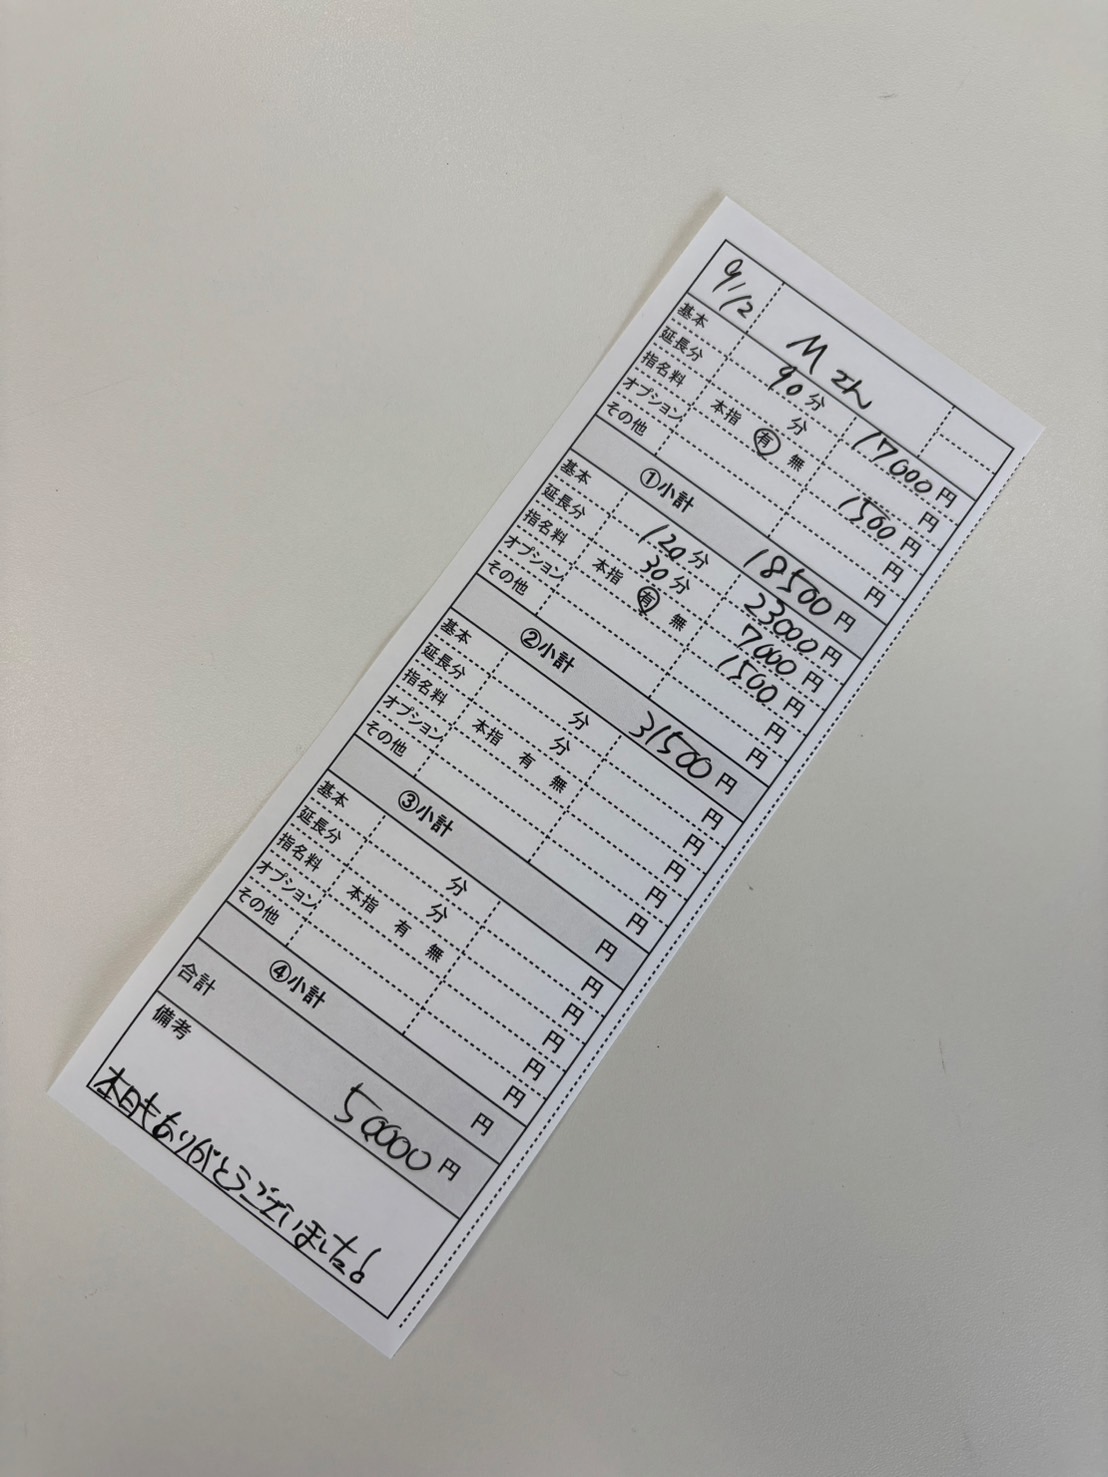 9/12 Mさん
基本 90分 17000円
延長分 分 円
指名料 本指 有 無 1500円
オプション 円
その他 円
①小計 18500円
基本 120分 23000円
延長分 30分 7000円
指名料 本指 有 無 1500円
オプション 円
その他 円
②小計 31500円
基本 分 円
延長分 分 円
指名料 本指 有 無 円
オプション 円
その他 円
③小計 円
基本 分 円
延長分 分 円
指名料 本指 有 無 円
オプション 円
その他 円
④小計 円
合計 50000円
備考
本日もありがとうございました!